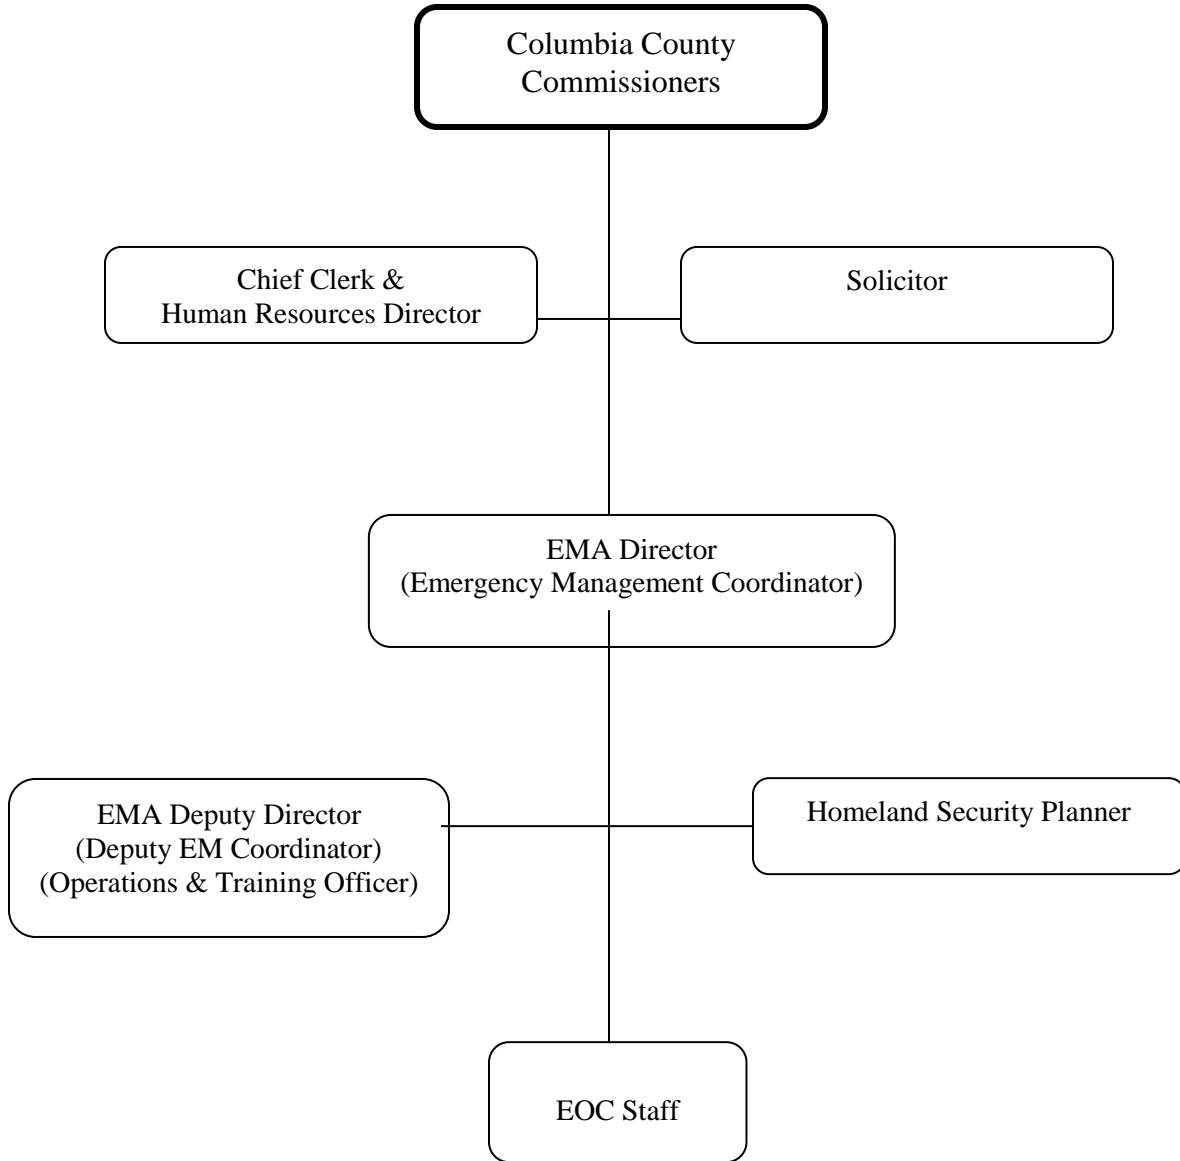 Columbia County
Commissioners
Chief Clerk &
Human Resources Director
Solicitor
EMA Director
(Emergency Management Coordinator)
EMA Deputy Director
(Deputy EM Coordinator)
(Operations & Training Officer)
Homeland Security Planner
EOC Staff